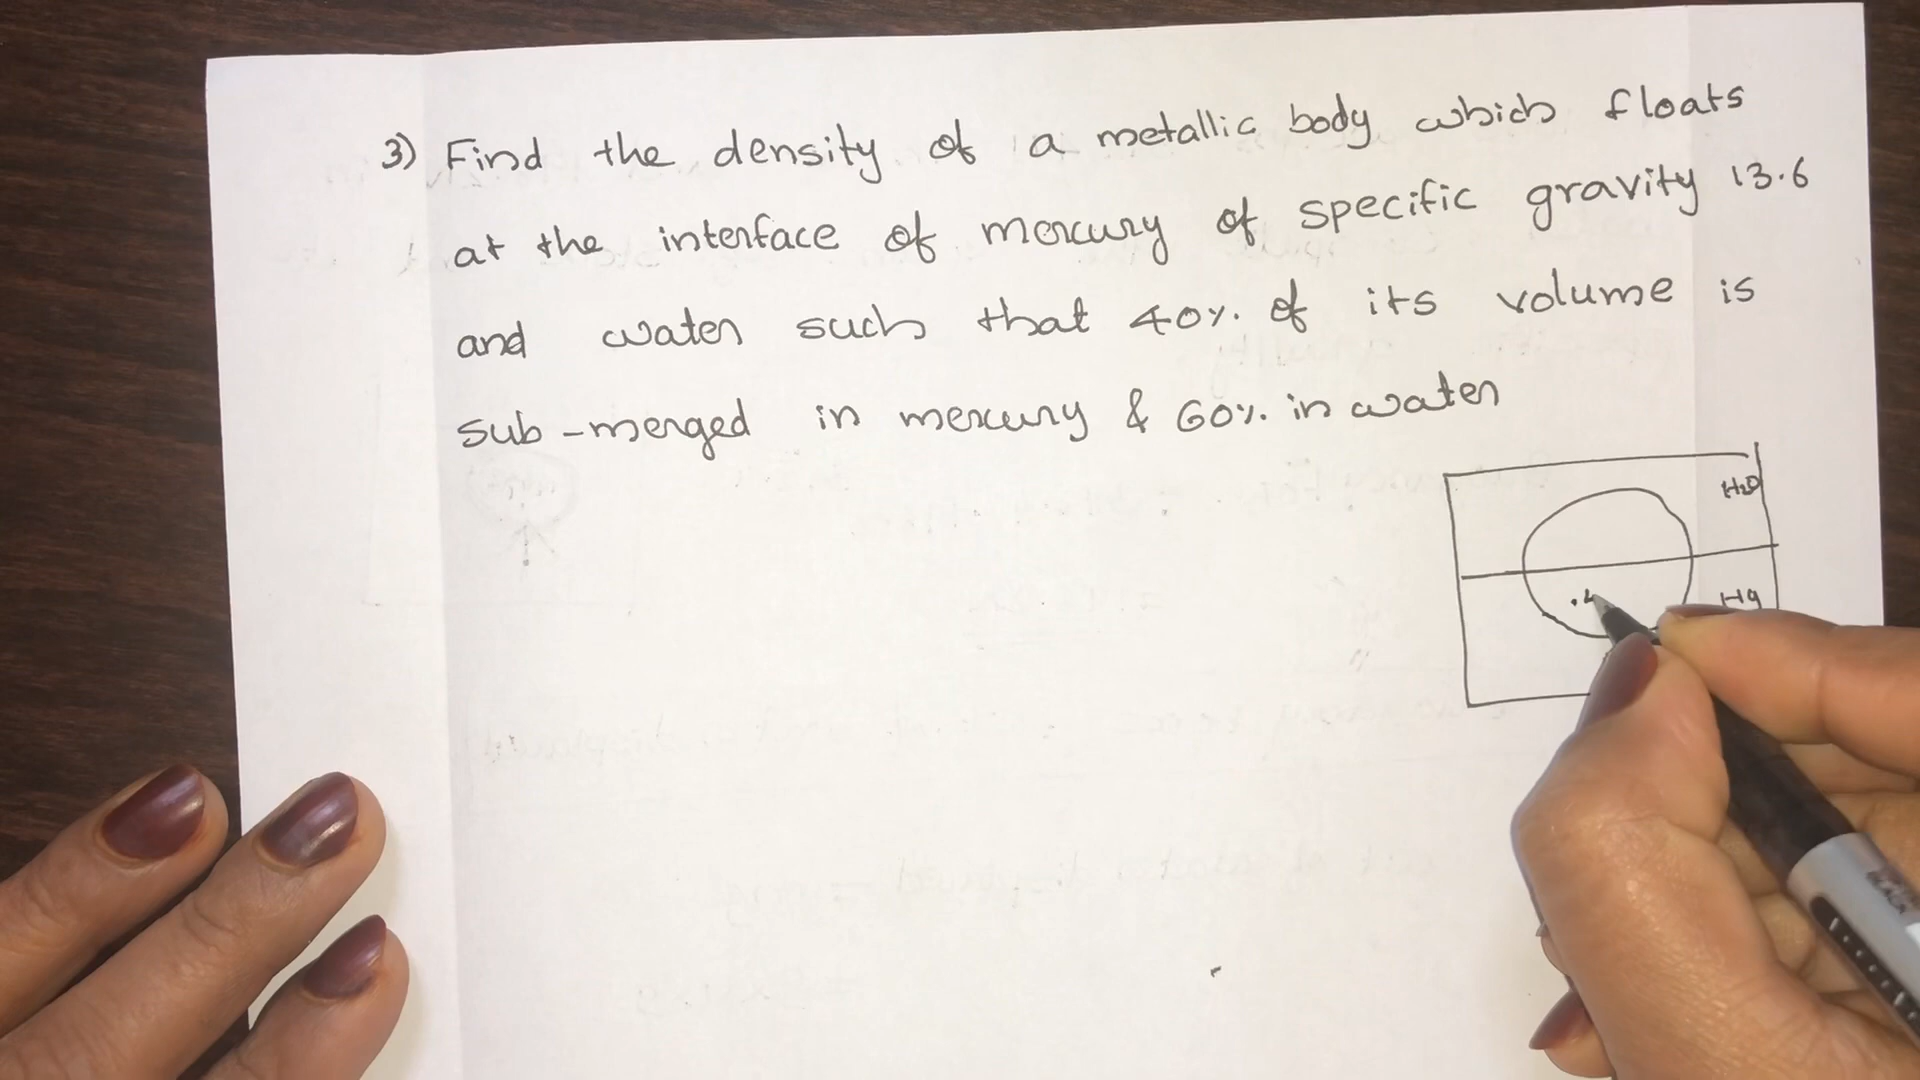 3) Find the density of a metallic body which floats
at the interface of mercury of specific gravity 13.6
and water such that 40%. of its volume is
sub-merged in mercury & 60%. in water
H2O
Hg
BLACK